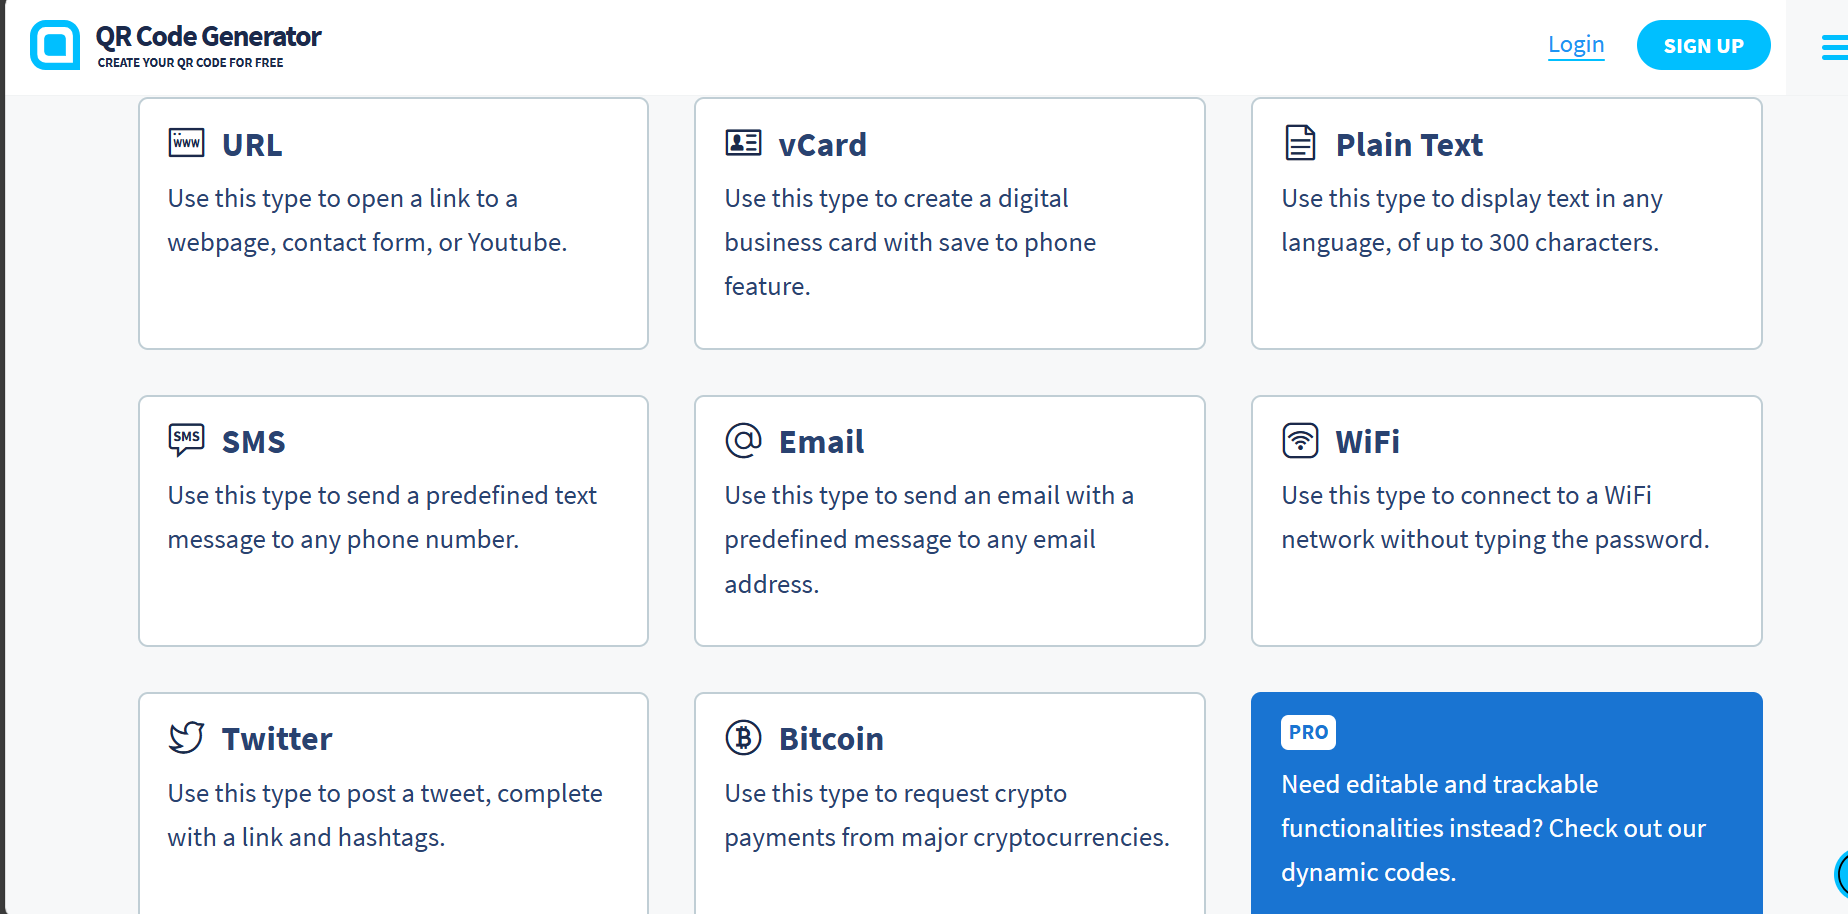 QR Code Generator
CREATE YOUR QR CODE FOR FREE
Login
SIGN UP
WWW
URL
Use this type to open a link to a
webpage, contact form, or Youtube.
vCard
Use this type to create a digital
business card with save to phone
feature.
Plain Text
Use this type to display text in any
language, of up to 300 characters.
SMS
SMS
Use this type to send a predefined text
message to any phone number.
Email
Use this type to send an email with a
predefined message to any email
address.
WiFi
Use this type to connect to a WiFi
network without typing the password.
Twitter
Use this type to post a tweet, complete
with a link and hashtags.
Bitcoin
Use this type to request crypto
payments from major cryptocurrencies.
PRO
Need editable and trackable
functionalities instead? Check out our
dynamic codes.